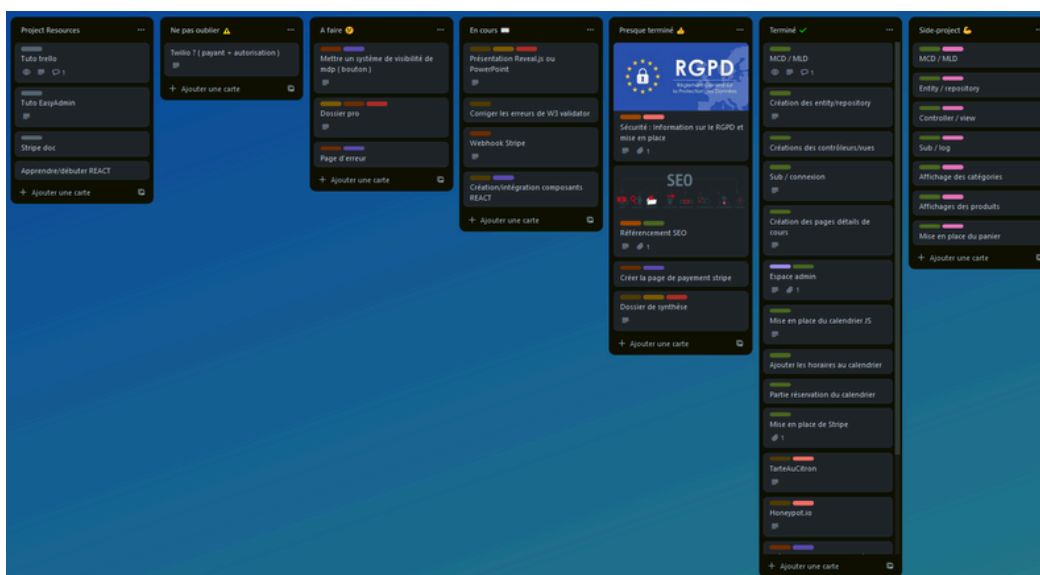 Project Resources
Tuto trello
1
Tuto EasyAdmin
Stripe doc
Apprendre/débuter REACT
+ Ajouter une carte
Ne pas oublier
Twilio ? ( payant + autorisation )
+ Ajouter une carte
A faire
Mettre un système de visibilité de
mdp ( bouton )
Dossier pro
Page d'erreur
+ Ajouter une carte
En cours
Présentation Reveal.js ou
PowerPoint
Corriger les erreurs de W3 validator
Webhook Stripe
Création/intégration composants
REACT
+ Ajouter une carte
Presque terminé
RGPD
Règlement Général sur
la Protection des Données
Sécurité : Information sur le RGPD et
mise en place
1
SEO
Référencement SEO
1
Créer la page de payement stripe
Dossier de synthèse
+ Ajouter une carte
Terminé
MCD / MLD
1
Création des entity/repository
Créations des contrôleurs/vues
Sub / connexion
Création des pages détails de
cours
Espace admin
1
Mise en place du calendrier JS
Ajouter les horaires au calendrier
Partie réservation du calendrier
Mise en place de Stripe
1
TarteAuCitron
Honeypot.io
+ Ajouter une carte
Side-project
MCD / MLD
Entity / repository
Controller / view
Sub / log
Affichage des catégories
Affichages des produits
Mise en place du panier
+ Ajouter une carte